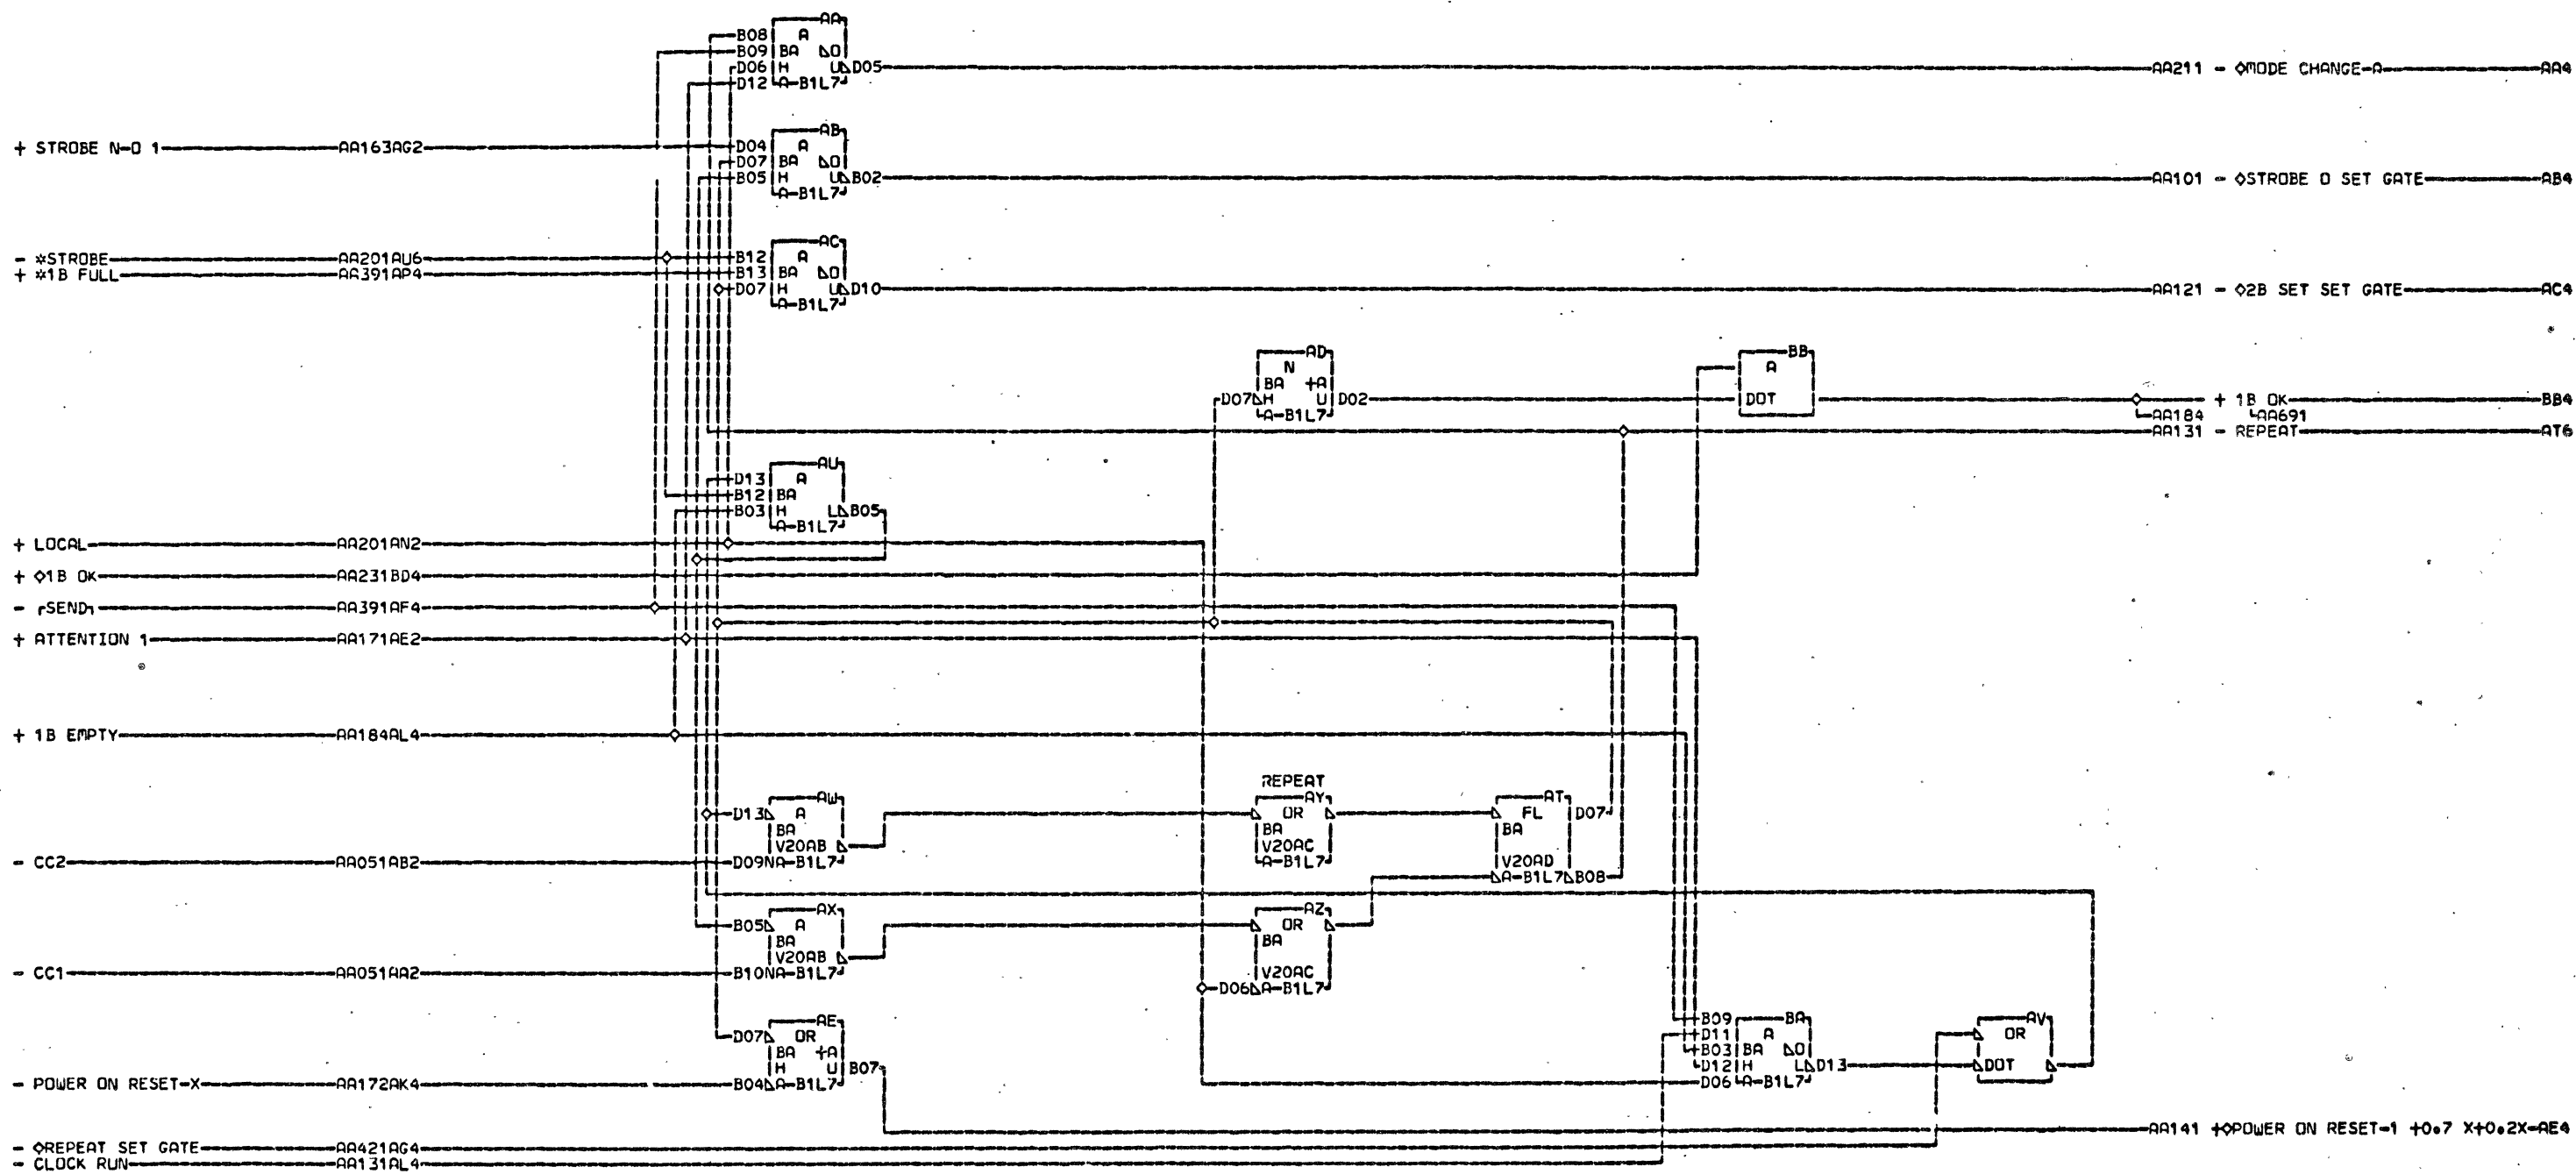 AA
B08 A
B09 BA DO
D06 H U D05 AA211 - ◇MODE CHANGE-A AA4
D12 A-B1L7
AB
+ STROBE N-O 1 AA163AG2 D04 A
D07 BA DO
B05 H U B02 AA101 - ◇STROBE O SET GATE AB4
A-B1L7
AC
- *STROBE AA201AU6 B12 A
+ *1B FULL AA391AP4 B13 BA DO
D07 H U D10 AA121 - ◇2B SET SET GATE AC4
A-B1L7
AD BB
N A
BA +A
D07 H U D02 DOT + 1B OK BB4
A-B1L7 AA184 AA691
AA131 - REPEAT AT6
AU
D13 A
B12 BA
B03 H L B05
A-B1L7
+ LOCAL AA201AN2
+ ◇1B OK AA231BD4
- ┌SEND┐ AA391AF4
+ ATTENTION 1 AA171AE2
+ 1B EMPTY AA184AL4
REPEAT
AW AY AT
D13 A OR FL D07
BA BA BA
V20AB V20AC
- CC2 AA051AB2 D09NA-B1L7 A-B1L7 V20AD
A-B1L7 B08
AX AZ
B05 A OR
BA BA
V20AB V20AC
- CC1 AA051AA2 B10NA-B1L7
D06 A-B1L7
AE B09 BA AV
D07 OR D11 A OR
BA +A B03 BA DO
H U B07 D12 H L D13 DOT
- POWER ON RESET-X AA172AK4 B04 A-B1L7 D06 A-B1L7
AA141 +◇POWER ON RESET-1 +0.7 X+0.2X-AE4
- ◇REPEAT SET GATE AA421AG4
- CLOCK RUN AA131AL4